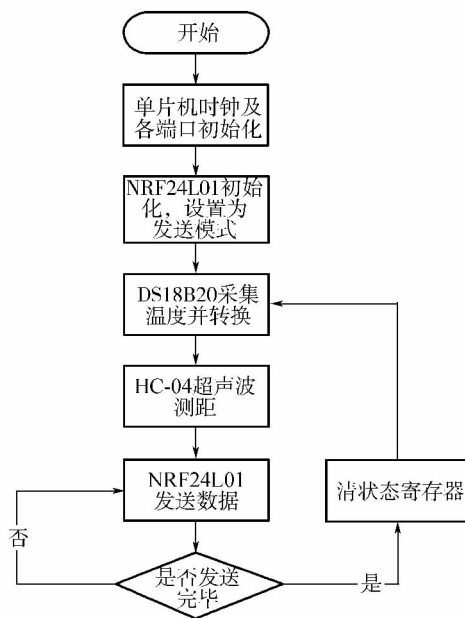 开始
单片机时钟及
各端口初始化
NRF24L01初始
化，设置为
发送模式
DS18B20采集
温度并转换
HC-04超声波
测距
NRF24L01
发送数据
清状态寄存器
否
是否发送
完毕
是